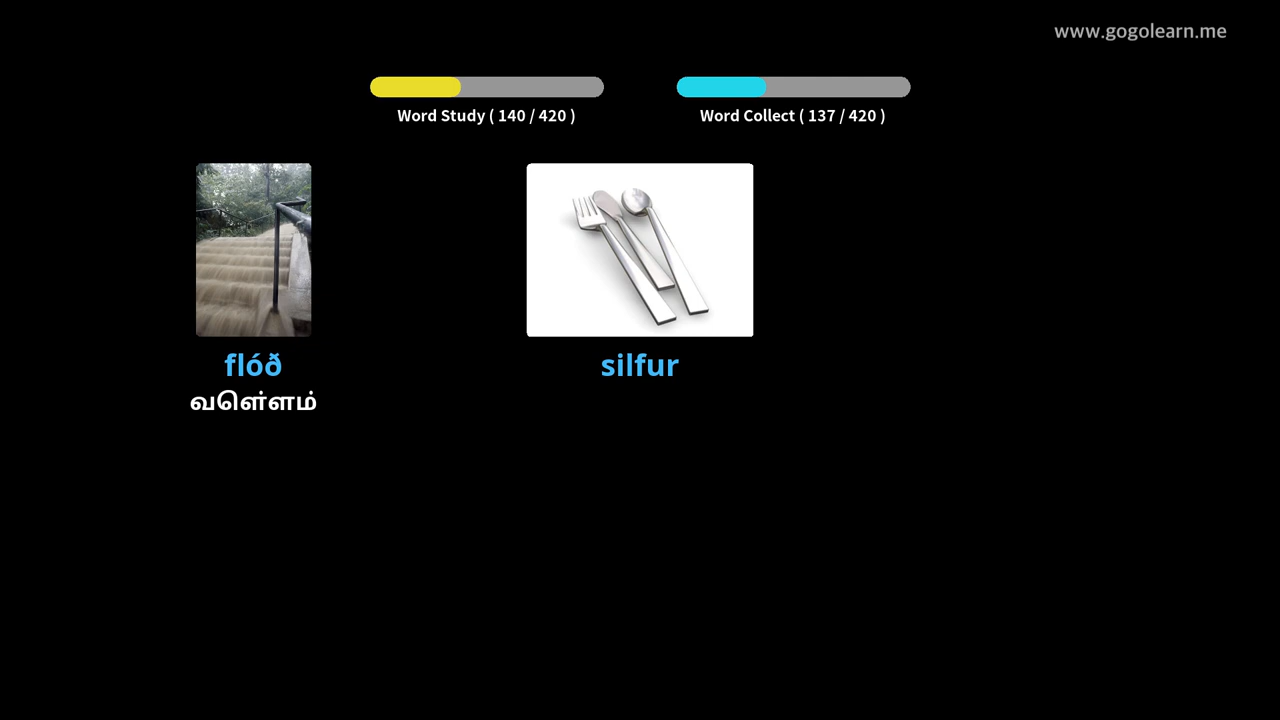 www.gogolearn.me
Word Study ( 140 / 420 )
Word Collect ( 137 / 420 )
flóð
silfur
வெள்ளம்